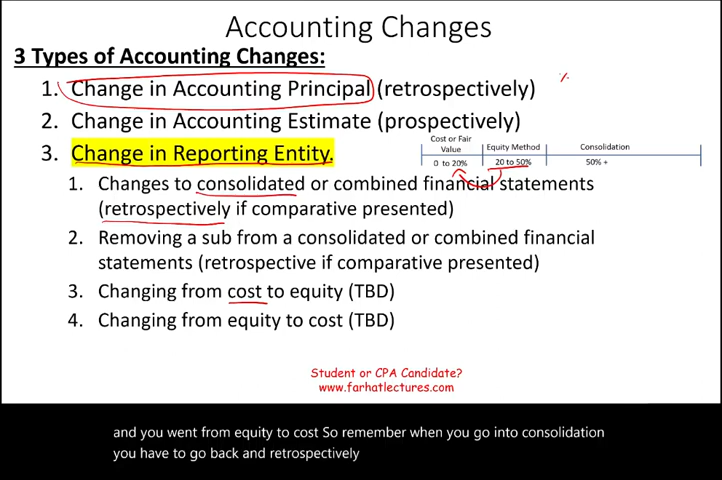 Accounting Changes
3 Types of Accounting Changes:
1. Change in Accounting Principal (retrospectively)
2. Change in Accounting Estimate (prospectively)
3. Change in Reporting Entity.
Cost or Fair Value
Equity Method
Consolidation
0 to 20%
20 to 50%
50% +
1. Changes to consolidated or combined financial statements
(retrospectively if comparative presented)
2. Removing a sub from a consolidated or combined financial
statements (retrospective if comparative presented)
3. Changing from cost to equity (TBD)
4. Changing from equity to cost (TBD)
Student or CPA Candidate?
www.farhatlectures.com
and you went from equity to cost So remember when you go into consolidation
you have to go back and retrospectively